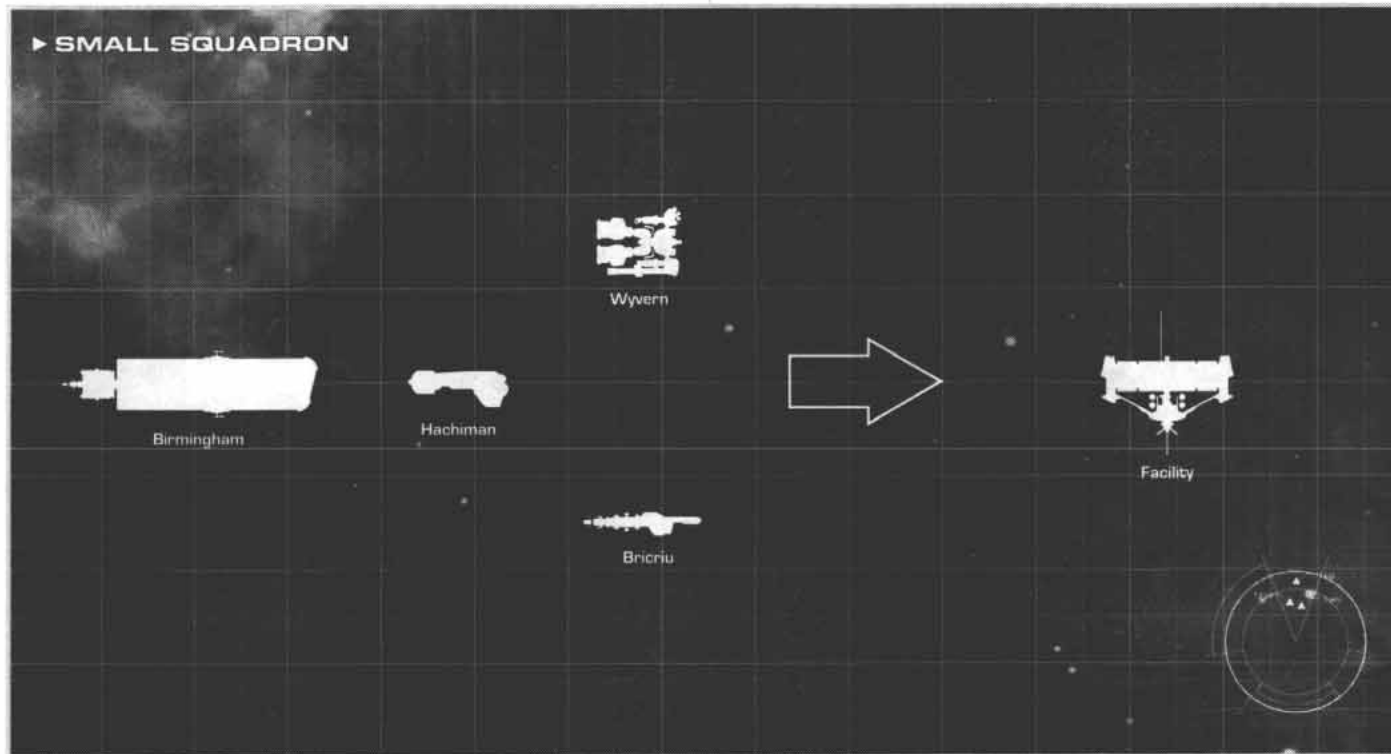 ▶ SMALL SQUADRON
Wyvern
Birmingham
Hachiman
Facility
Bricriu